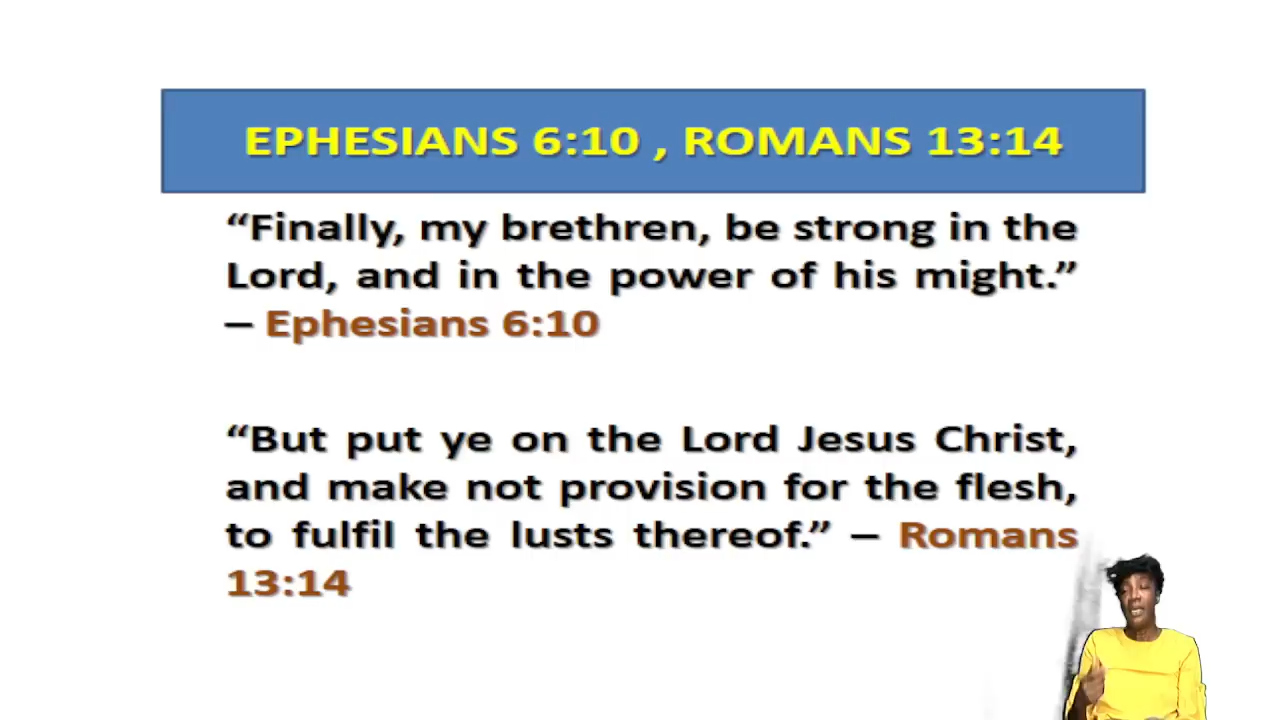 EPHESIANS 6:10 , ROMANS 13:14
“Finally, my brethren, be strong in the
Lord, and in the power of his might.”
– Ephesians 6:10
“But put ye on the Lord Jesus Christ,
and make not provision for the flesh,
to fulfil the lusts thereof.” – Romans
13:14